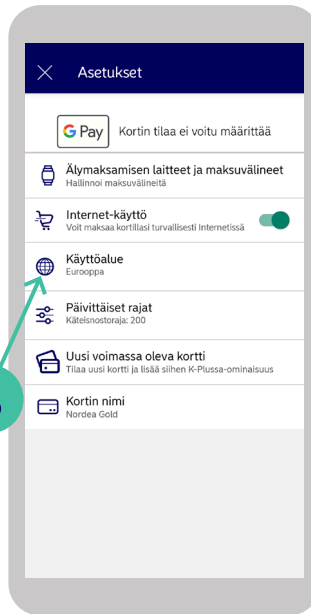 Asetukset
G Pay Kortin tilaa ei voitu määrittää
Älymaksamisen laitteet ja maksuvälineet
Hallinnoi maksuvälineitä
Internet-käyttö
Voit maksaa kortillasi turvallisesti Internetissä
Käyttöalue
Eurooppa
Päivittäiset rajat
Käteisnostoraja: 200
Uusi voimassa oleva kortti
Tilaa uusi kortti ja lisää siihen K-Plussa-ominaisuus
Kortin nimi
Nordea Gold